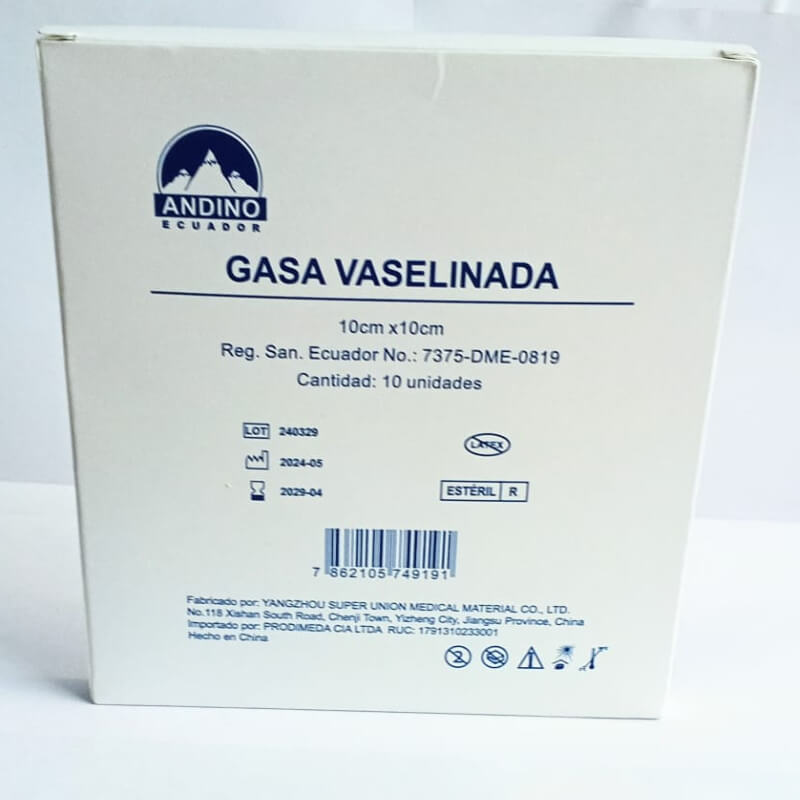 ANDINO
ECUADOR
GASA VASELINADA
10cm x10cm
Reg. San. Ecuador No.: 7375-DME-0819
Cantidad: 10 unidades
LOT 240329
LATEX
2024-05
2029-04
ESTÉRIL R
7 862105 749191
Fabricado por: YANGZHOU SUPER UNION MEDICAL MATERIAL CO., LTD.
No.118 Xishan South Road, Chenji Town, Yizheng City, Jiangsu Province, China
Importado por: PRODIMEDA CIA LTDA RUC: 1791310233001
Hecho en China